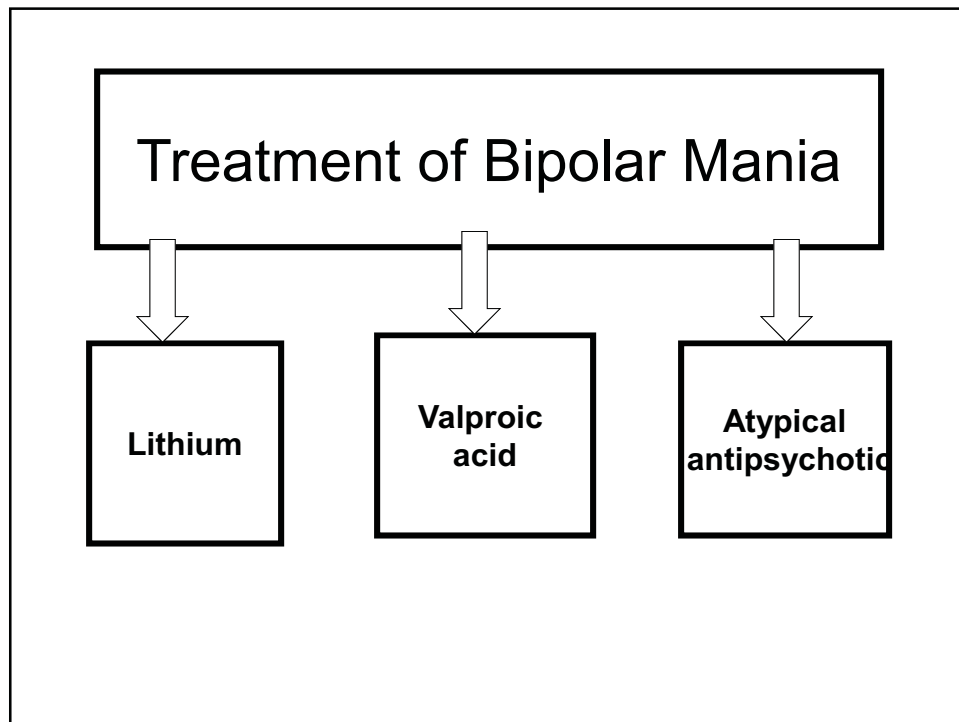 Treatment of Bipolar Mania
Lithium
Valproic
acid
Atypical
antipsychotic